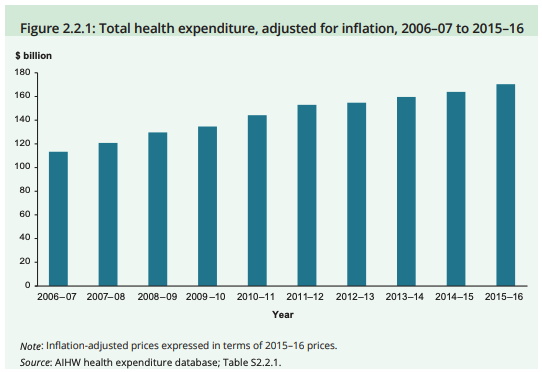 Figure 2.2.1: Total health expenditure, adjusted for inflation, 2006–07 to 2015–16
$ billion
180
160
140
120
100
80
60
40
20
0
2006–07 2007–08 2008–09 2009–10 2010–11 2011–12 2012–13 2013–14 2014–15 2015–16
Year
Note: Inflation-adjusted prices expressed in terms of 2015–16 prices.
Source: AIHW health expenditure database; Table S2.2.1.